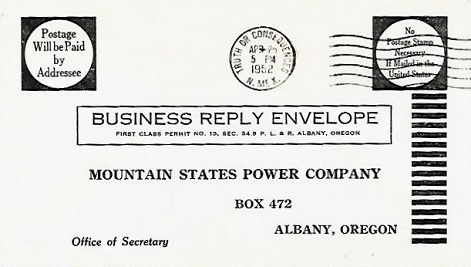 Postage
Will be Paid
by
Addressee
TRUTH OR CONSEQUENCES
APR 25
5 PM
1952
N. MEX.
No
Postage Stamp
Necessary
If Mailed in the
United States
BUSINESS REPLY ENVELOPE
FIRST CLASS PERMIT NO. 13, SEC. 34.9 P. L. & R. ALBANY, OREGON
MOUNTAIN STATES POWER COMPANY
BOX 472
ALBANY, OREGON
Office of Secretary